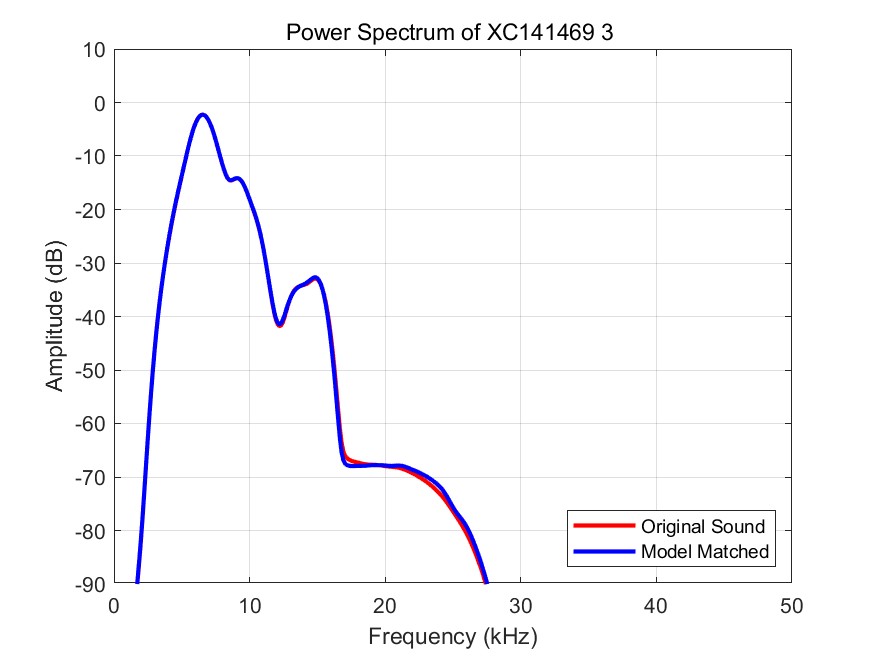 Power Spectrum of XC141469 3
10
0
-10
-20
-30
-40
-50
-60
-70
-80
-90
Amplitude (dB)
Original Sound
Model Matched
0 10 20 30 40 50
Frequency (kHz)